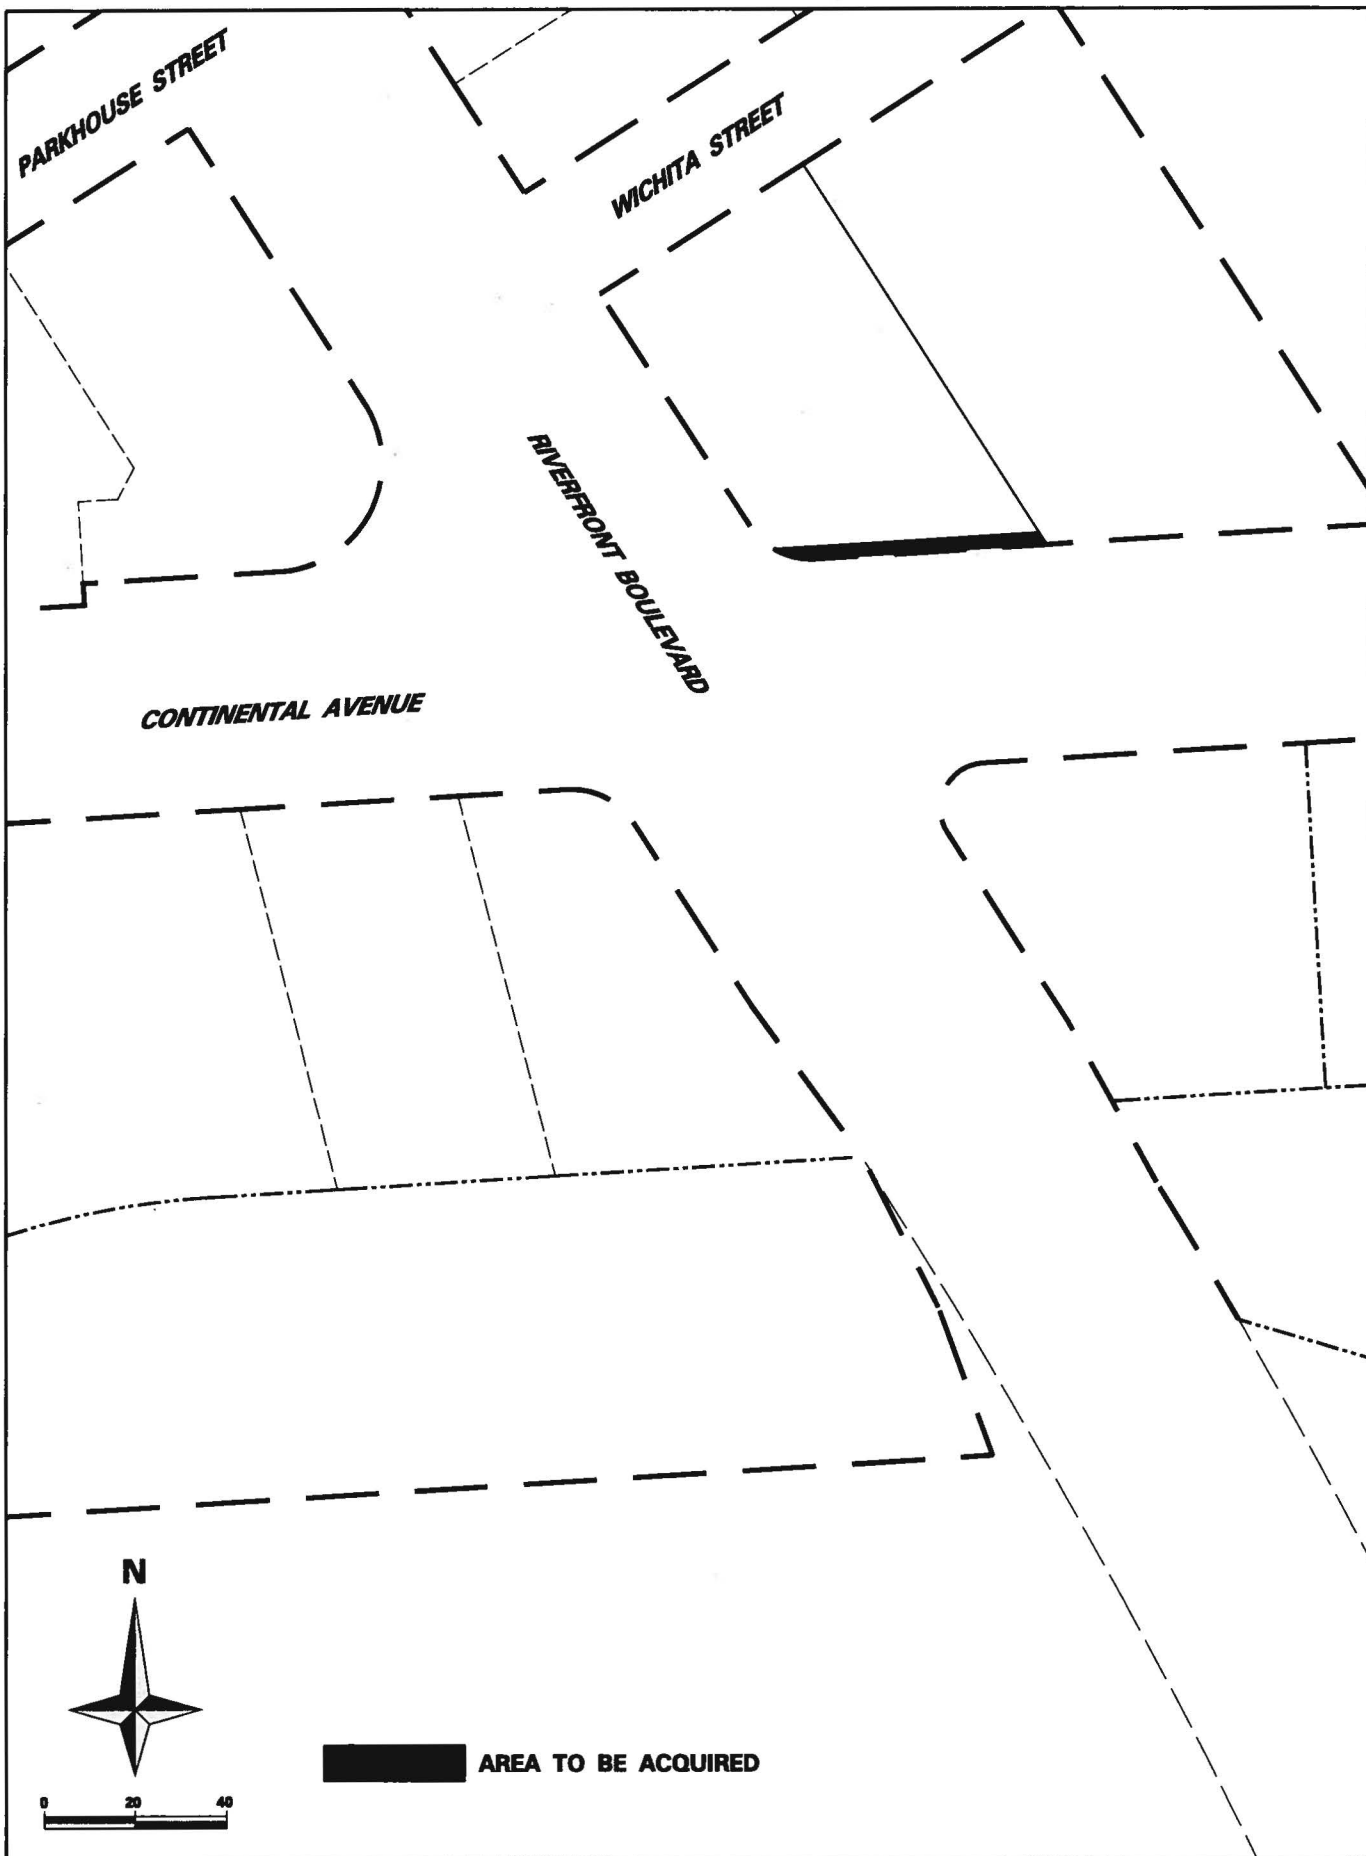 PARKHOUSE STREET
WICHITA STREET
RIVERFRONT BOULEVARD
CONTINENTAL AVENUE
N
AREA TO BE ACQUIRED
0 20 40